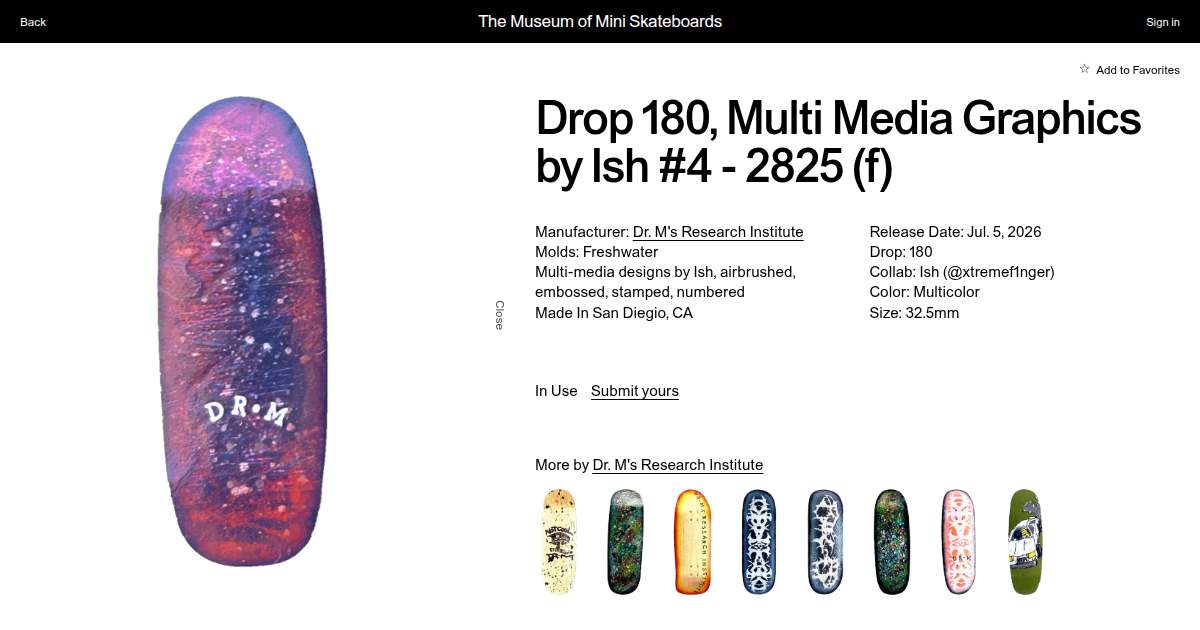 Back
The Museum of Mini Skateboards
Sign in
☆ Add to Favorites
Drop 180, Multi Media Graphics
by Ish #4 - 2825 (f)
Manufacturer: Dr. M's Research Institute
Molds: Freshwater
Multi-media designs by Ish, airbrushed,
embossed, stamped, numbered
Made In San Diegio, CA
Release Date: Jul. 5, 2026
Drop: 180
Collab: Ish (@xtremef1nger)
Color: Multicolor
Size: 32.5mm
Close
DR•M
In Use Submit yours
More by Dr. M's Research Institute